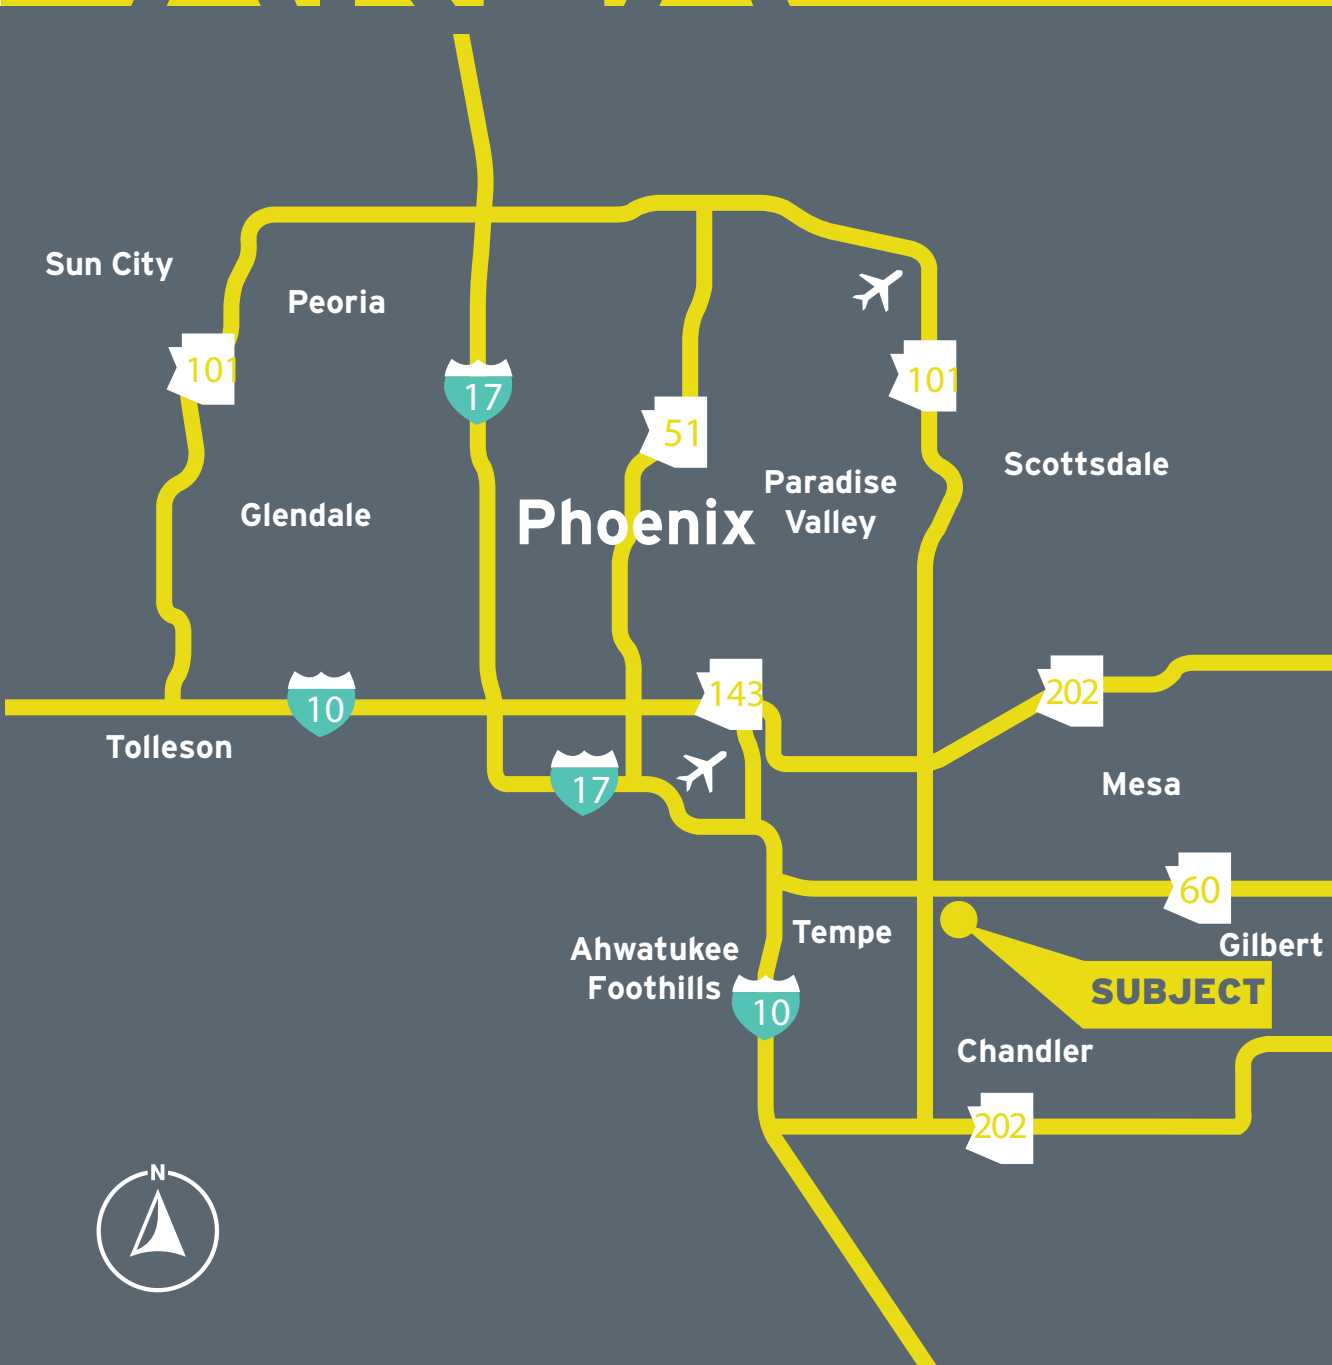 Sun City
Peoria
101
17
101
51
Scottsdale
Paradise
Valley
Glendale
Phoenix
143
202
10
Tolleson
17
Mesa
60
Tempe
Gilbert
Ahwatukee
Foothills
SUBJECT
10
Chandler
202
N